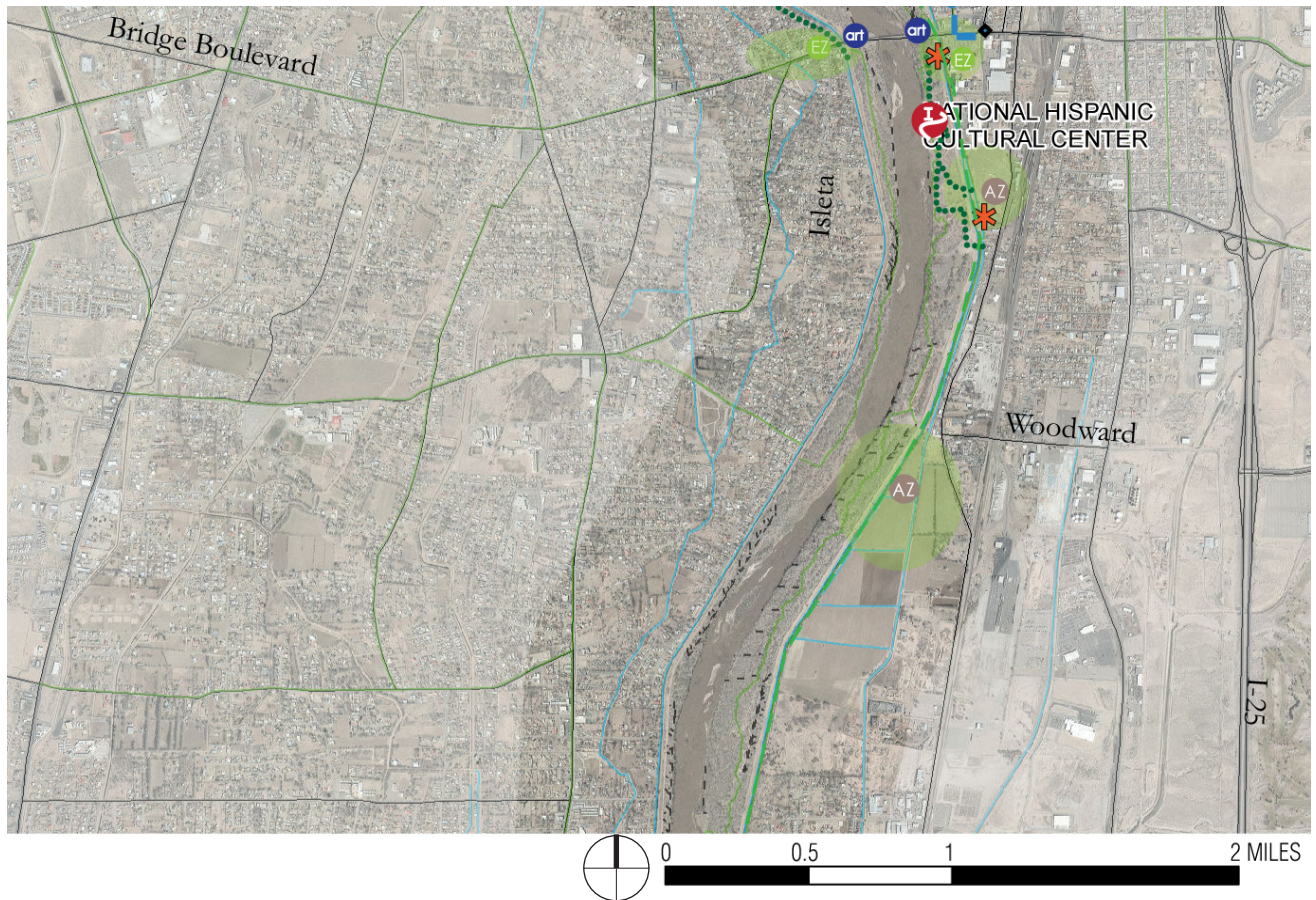 Bridge Boulevard
EZ
art
art
EZ
NATIONAL HISPANIC
CULTURAL CENTER
Isleta
AZ
Woodward
AZ
I-25
0 0.5 1 2 MILES